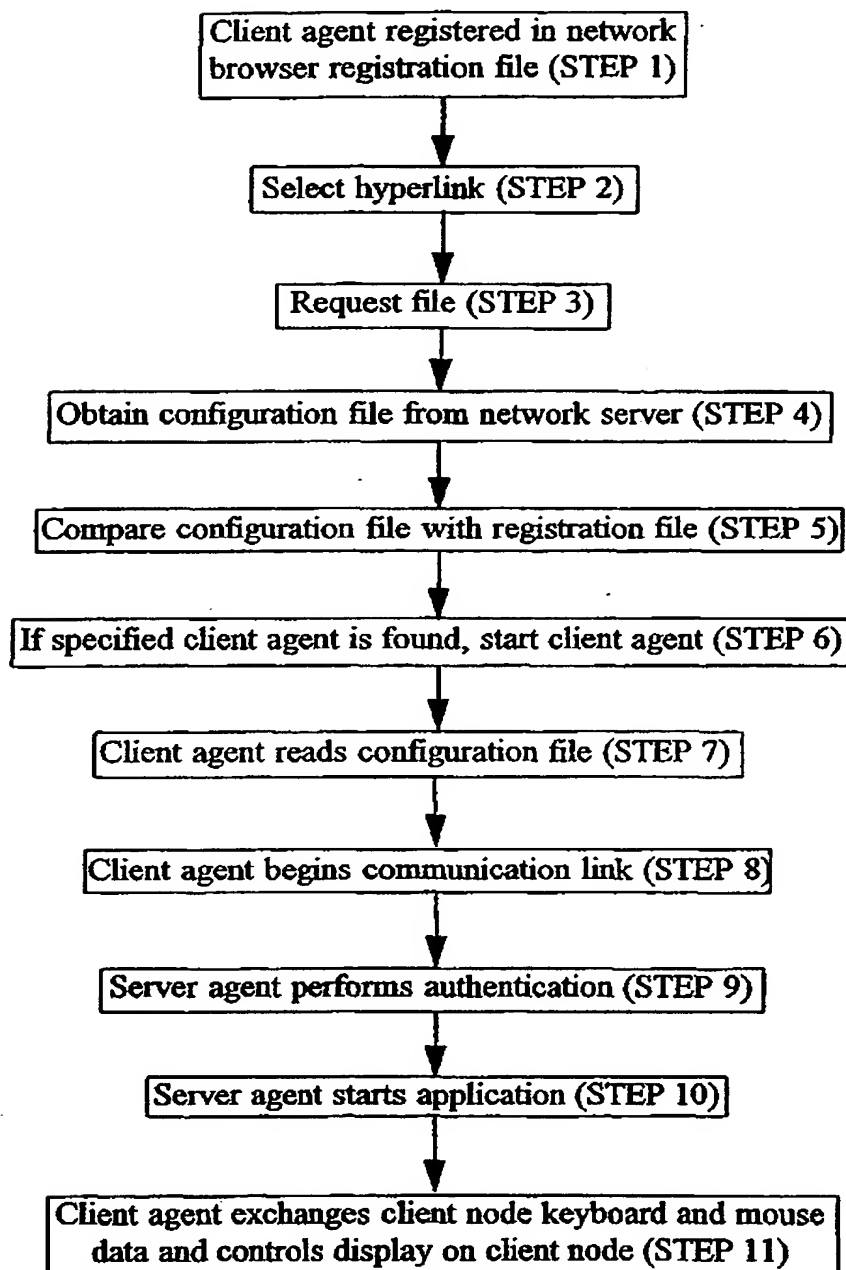 Client agent registered in network
browser registration file (STEP 1)
Select hyperlink (STEP 2)
Request file (STEP 3)
Obtain configuration file from network server (STEP 4)
Compare configuration file with registration file (STEP 5)
If specified client agent is found, start client agent (STEP 6)
Client agent reads configuration file (STEP 7)
Client agent begins communication link (STEP 8)
Server agent performs authentication (STEP 9)
Server agent starts application (STEP 10)
Client agent exchanges client node keyboard and mouse
data and controls display on client node (STEP 11)